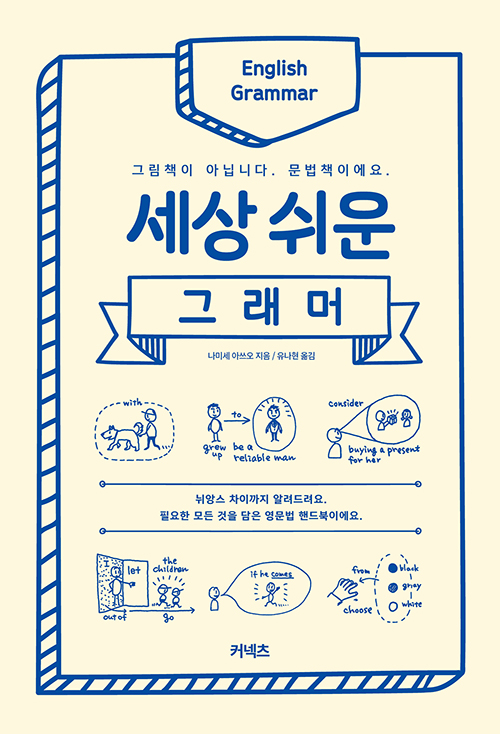 English
Grammar
그림책이 아닙니다. 문법책이에요.
세상 쉬운
그래머
나미세 아쓰오 지음 / 유나현 옮김
with
to
grew up
be a reliable man
consider
buying a present for her
뉘앙스 차이까지 알려드려요.
필요한 모든 것을 담은 영문법 핸드북이에요.
I
let
the children
out of
go
if he comes
from
choose
black
gray
white
커넥츠